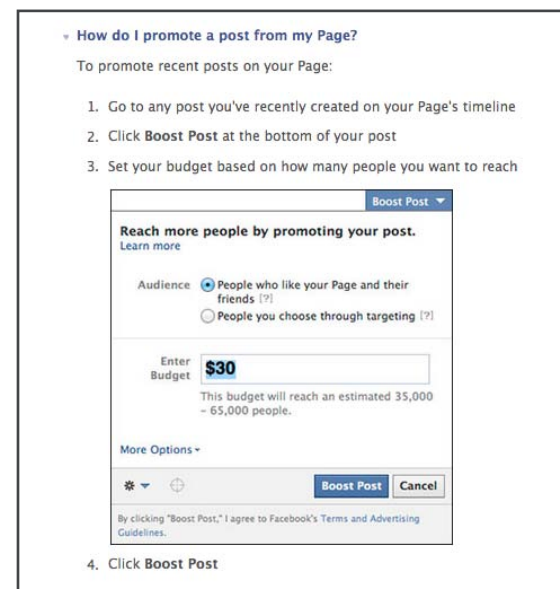 How do I promote a post from my Page?
To promote recent posts on your Page:
1. Go to any post you've recently created on your Page's timeline
2. Click Boost Post at the bottom of your post
3. Set your budget based on how many people you want to reach
Boost Post
Reach more people by promoting your post.
Learn more
Audience
People who like your Page and their
friends [?]
People you choose through targeting [?]
Enter
Budget
$30
This budget will reach an estimated 35,000
– 65,000 people.
More Options
Boost Post
Cancel
By clicking "Boost Post," I agree to Facebook's Terms and Advertising
Guidelines.
4. Click Boost Post